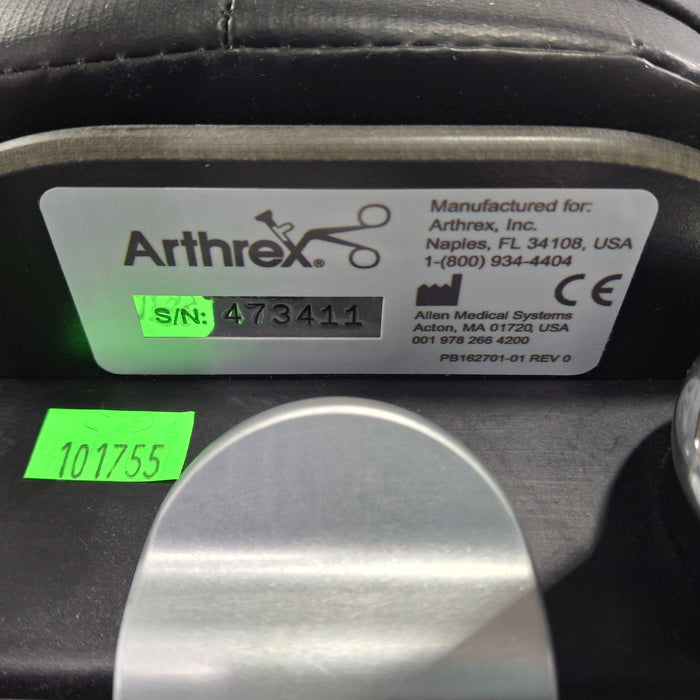 Arthrex®
S/N: 473411
Manufactured for:
Arthrex, Inc.
Naples, FL 34108, USA
1-(800) 934-4404
CE
Allen Medical Systems
Acton, MA 01720, USA
001 978 266 4200
PB162701-01 REV 0
101755